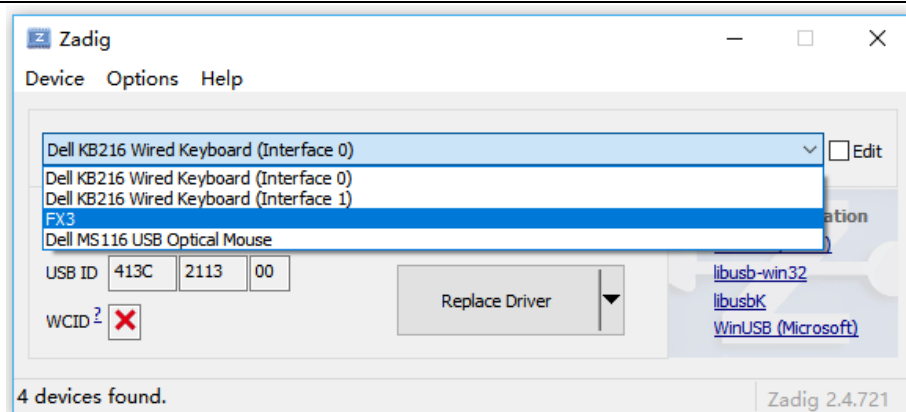 Zadig
Device Options Help
Dell KB216 Wired Keyboard (Interface 0)
Edit
Dell KB216 Wired Keyboard (Interface 0)
Dell KB216 Wired Keyboard (Interface 1)
FX3
Dell MS116 USB Optical Mouse
USB ID 413C 2113 00
WCID ?
Replace Driver
libusb-win32
libusbK
WinUSB (Microsoft)
4 devices found.
Zadig 2.4.721